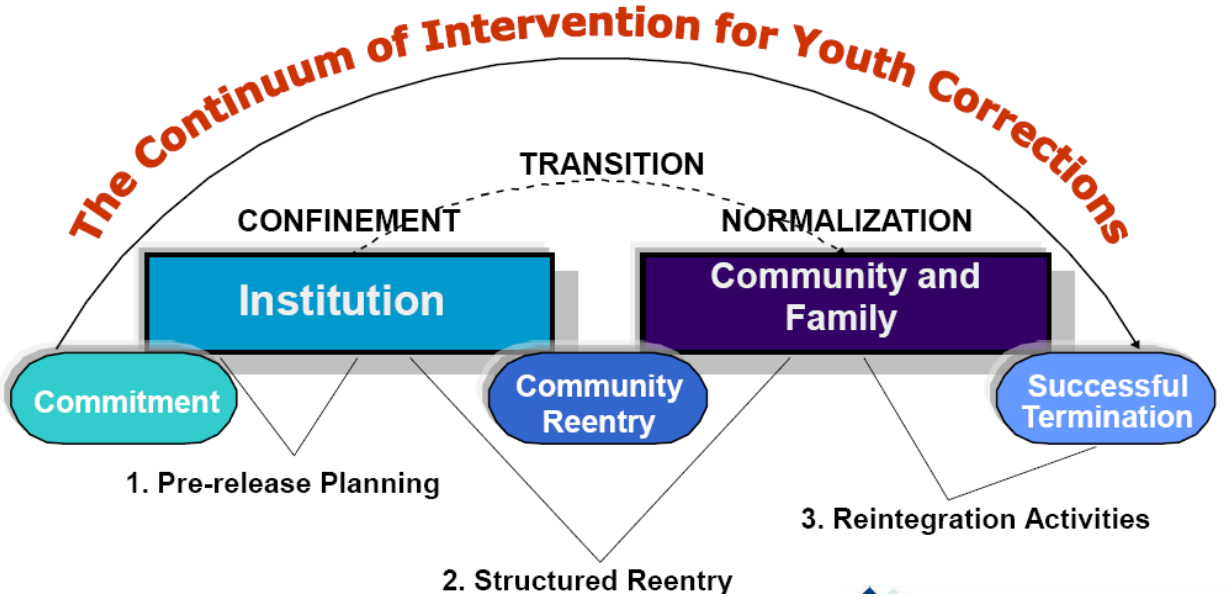 The Continuum of Intervention for Youth Corrections
TRANSITION
CONFINEMENT
NORMALIZATION
Institution
Community and
Family
Commitment
Community
Reentry
Successful
Termination
1. Pre-release Planning
3. Reintegration Activities
2. Structured Reentry